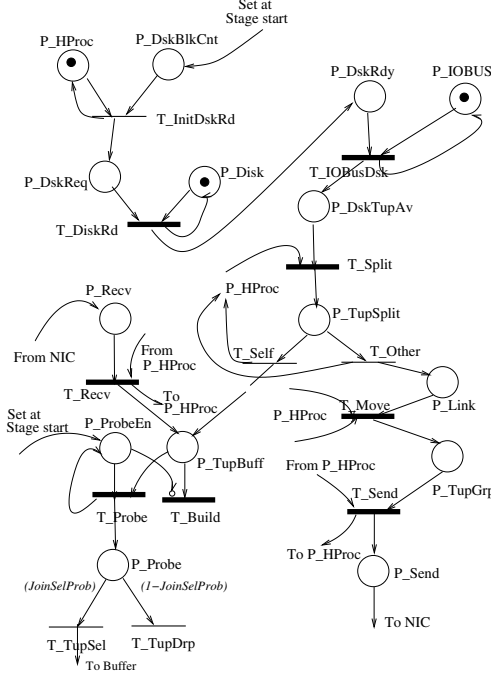 Set at
Stage start
P_HProc
P_DskBlkCnt
P_DskRdy
P_IOBUS
T_InitDskRd
T_IOBusDsk
P_DskReq
P_Disk
P_DskTupAv
T_DiskRd
T_Split
P_Recv
P_HProc
P_TupSplit
From NIC
From
P_HProc
T_Self
T_Other
T_Recv
To
P_HProc
P_Link
T_Move
Set at
Stage start
P_ProbeEn
P_HProc
P_TupBuff
From P_HProc
P_TupGrp
T_Send
T_Probe
T_Build
To P_HProc
P_Probe
P_Send
(JoinSelProb)
(1-JoinSelProb)
To NIC
T_TupSel
T_TupDrp
To Buffer